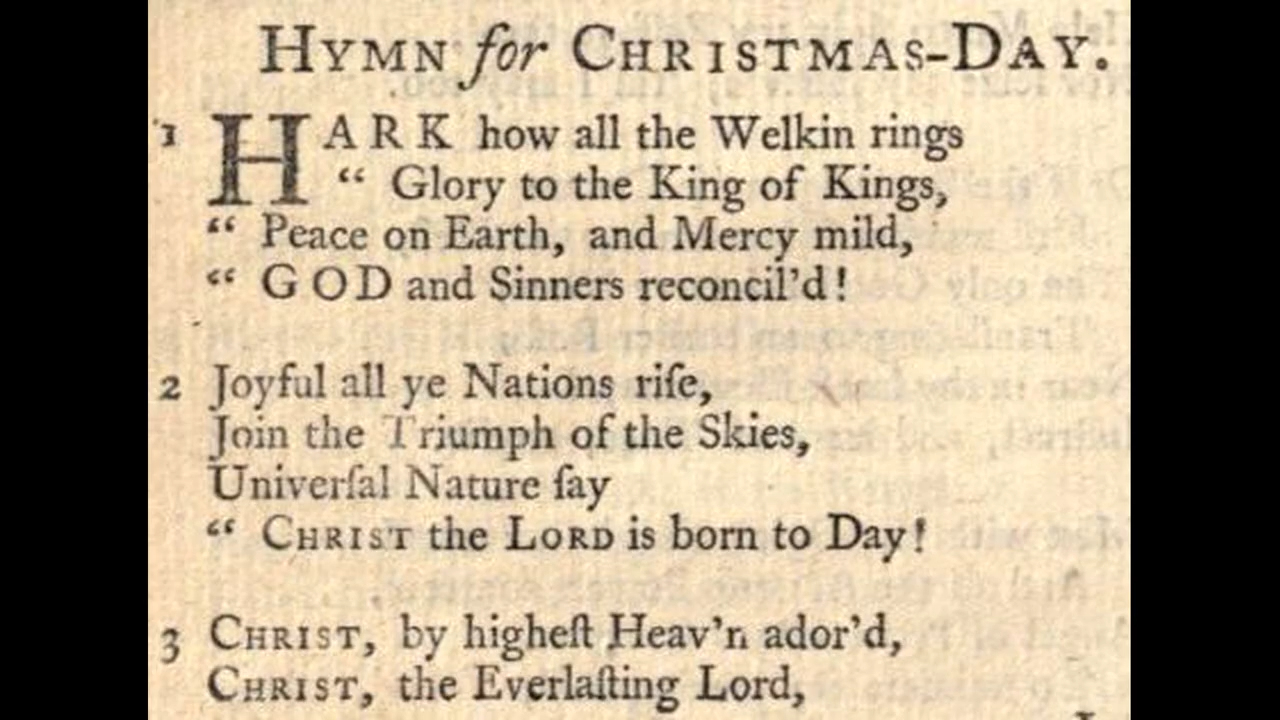 HYMN for CHRISTMAS-DAY.
1 HARK how all the Welkin rings
“ Glory to the King of Kings,
“ Peace on Earth, and Mercy mild,
“ GOD and Sinners reconcil’d!
2 Joyful all ye Nations riſe,
Join the Triumph of the Skies,
Univerſal Nature ſay
“ CHRIST the LORD is born to Day!
3 CHRIST, by higheſt Heav’n ador’d,
CHRIST, the Everlaſting Lord,